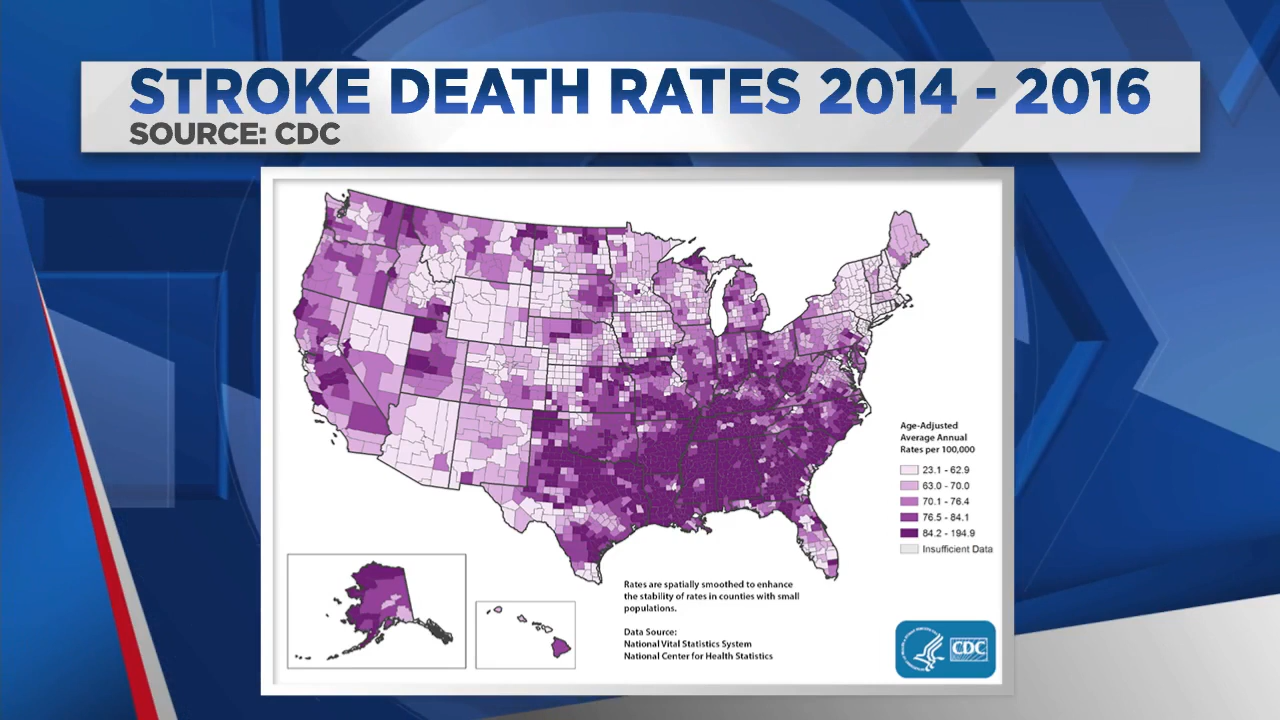 STROKE DEATH RATES 2014 - 2016
SOURCE: CDC
Age-Adjusted
Average Annual
Rates per 100,000
23.1 - 62.9
63.0 - 70.0
70.1 - 76.4
76.5 - 84.1
84.2 - 194.9
Insufficient Data
Rates are spatially smoothed to enhance
the stability of rates in counties with small
populations.
Data Source:
National Vital Statistics System
National Center for Health Statistics
CDC